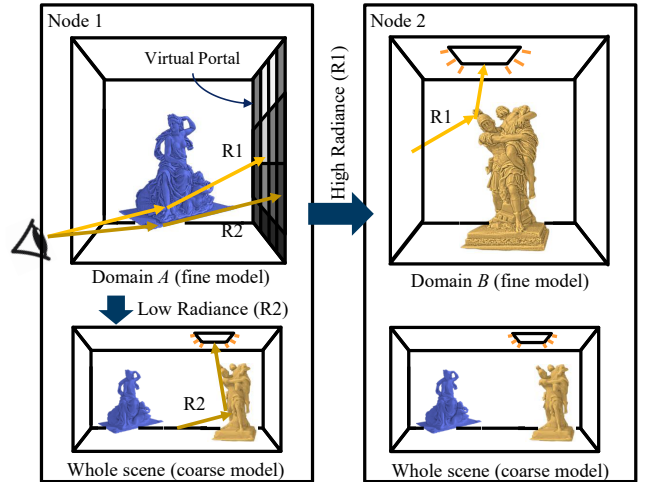 Node 1
Virtual Portal
R1
R2
Domain A (fine model)
Low Radiance (R2)
R2
Whole scene (coarse model)
High Radiance (R1)
Node 2
R1
Domain B (fine model)
Whole scene (coarse model)